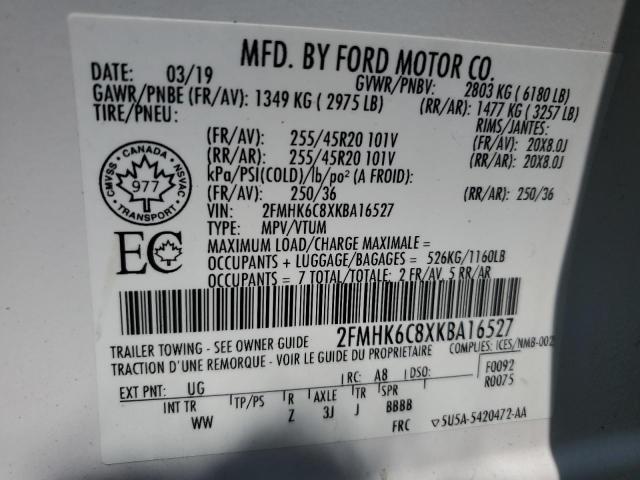 MFD. BY FORD MOTOR CO.
DATE: 03/19 GVWR/PNBV: 2803 KG ( 6180 LB)
GAWR/PNBE (FR/AV): 1349 KG ( 2975 LB) (RR/AR): 1477 KG ( 3257 LB)
TIRE/PNEU: RIMS/JANTES:
(FR/AV): 255/45R20 101V (FR/AV): 20X8.0J
(RR/AR): 255/45R20 101V (RR/AR): 20X8.0J
kPa/PSI(COLD)/lb/po² (A FROID):
(FR/AV): 250/36 (RR/AR): 250/36
VIN: 2FMHK6C8XKBA16527
TYPE: MPV/VTUM
MAXIMUM LOAD/CHARGE MAXIMALE =
OCCUPANTS + LUGGAGE/BAGAGES = 526KG/1160LB
OCCUPANTS = 7 TOTAL/TOTALE: 2 FR/AV, 5 RR/AR
CANADA
CMVSS
NSVAC
977
TRANSPORT
EC
2FMHK6C8XKBA16527
TRAILER TOWING - SEE OWNER GUIDE COMPLIES: ICES/NMB-002
TRACTION D'UNE REMORQUE - VOIR LE GUIDE DU PROPRIETAIRE
EXT PNT: UG RC: A8 DSO: F0092
R0075
INT TR TP/PS R AXLE TR SPR
WW Z 3J J BBBB
FRC ▽5U5A-5420472-AA